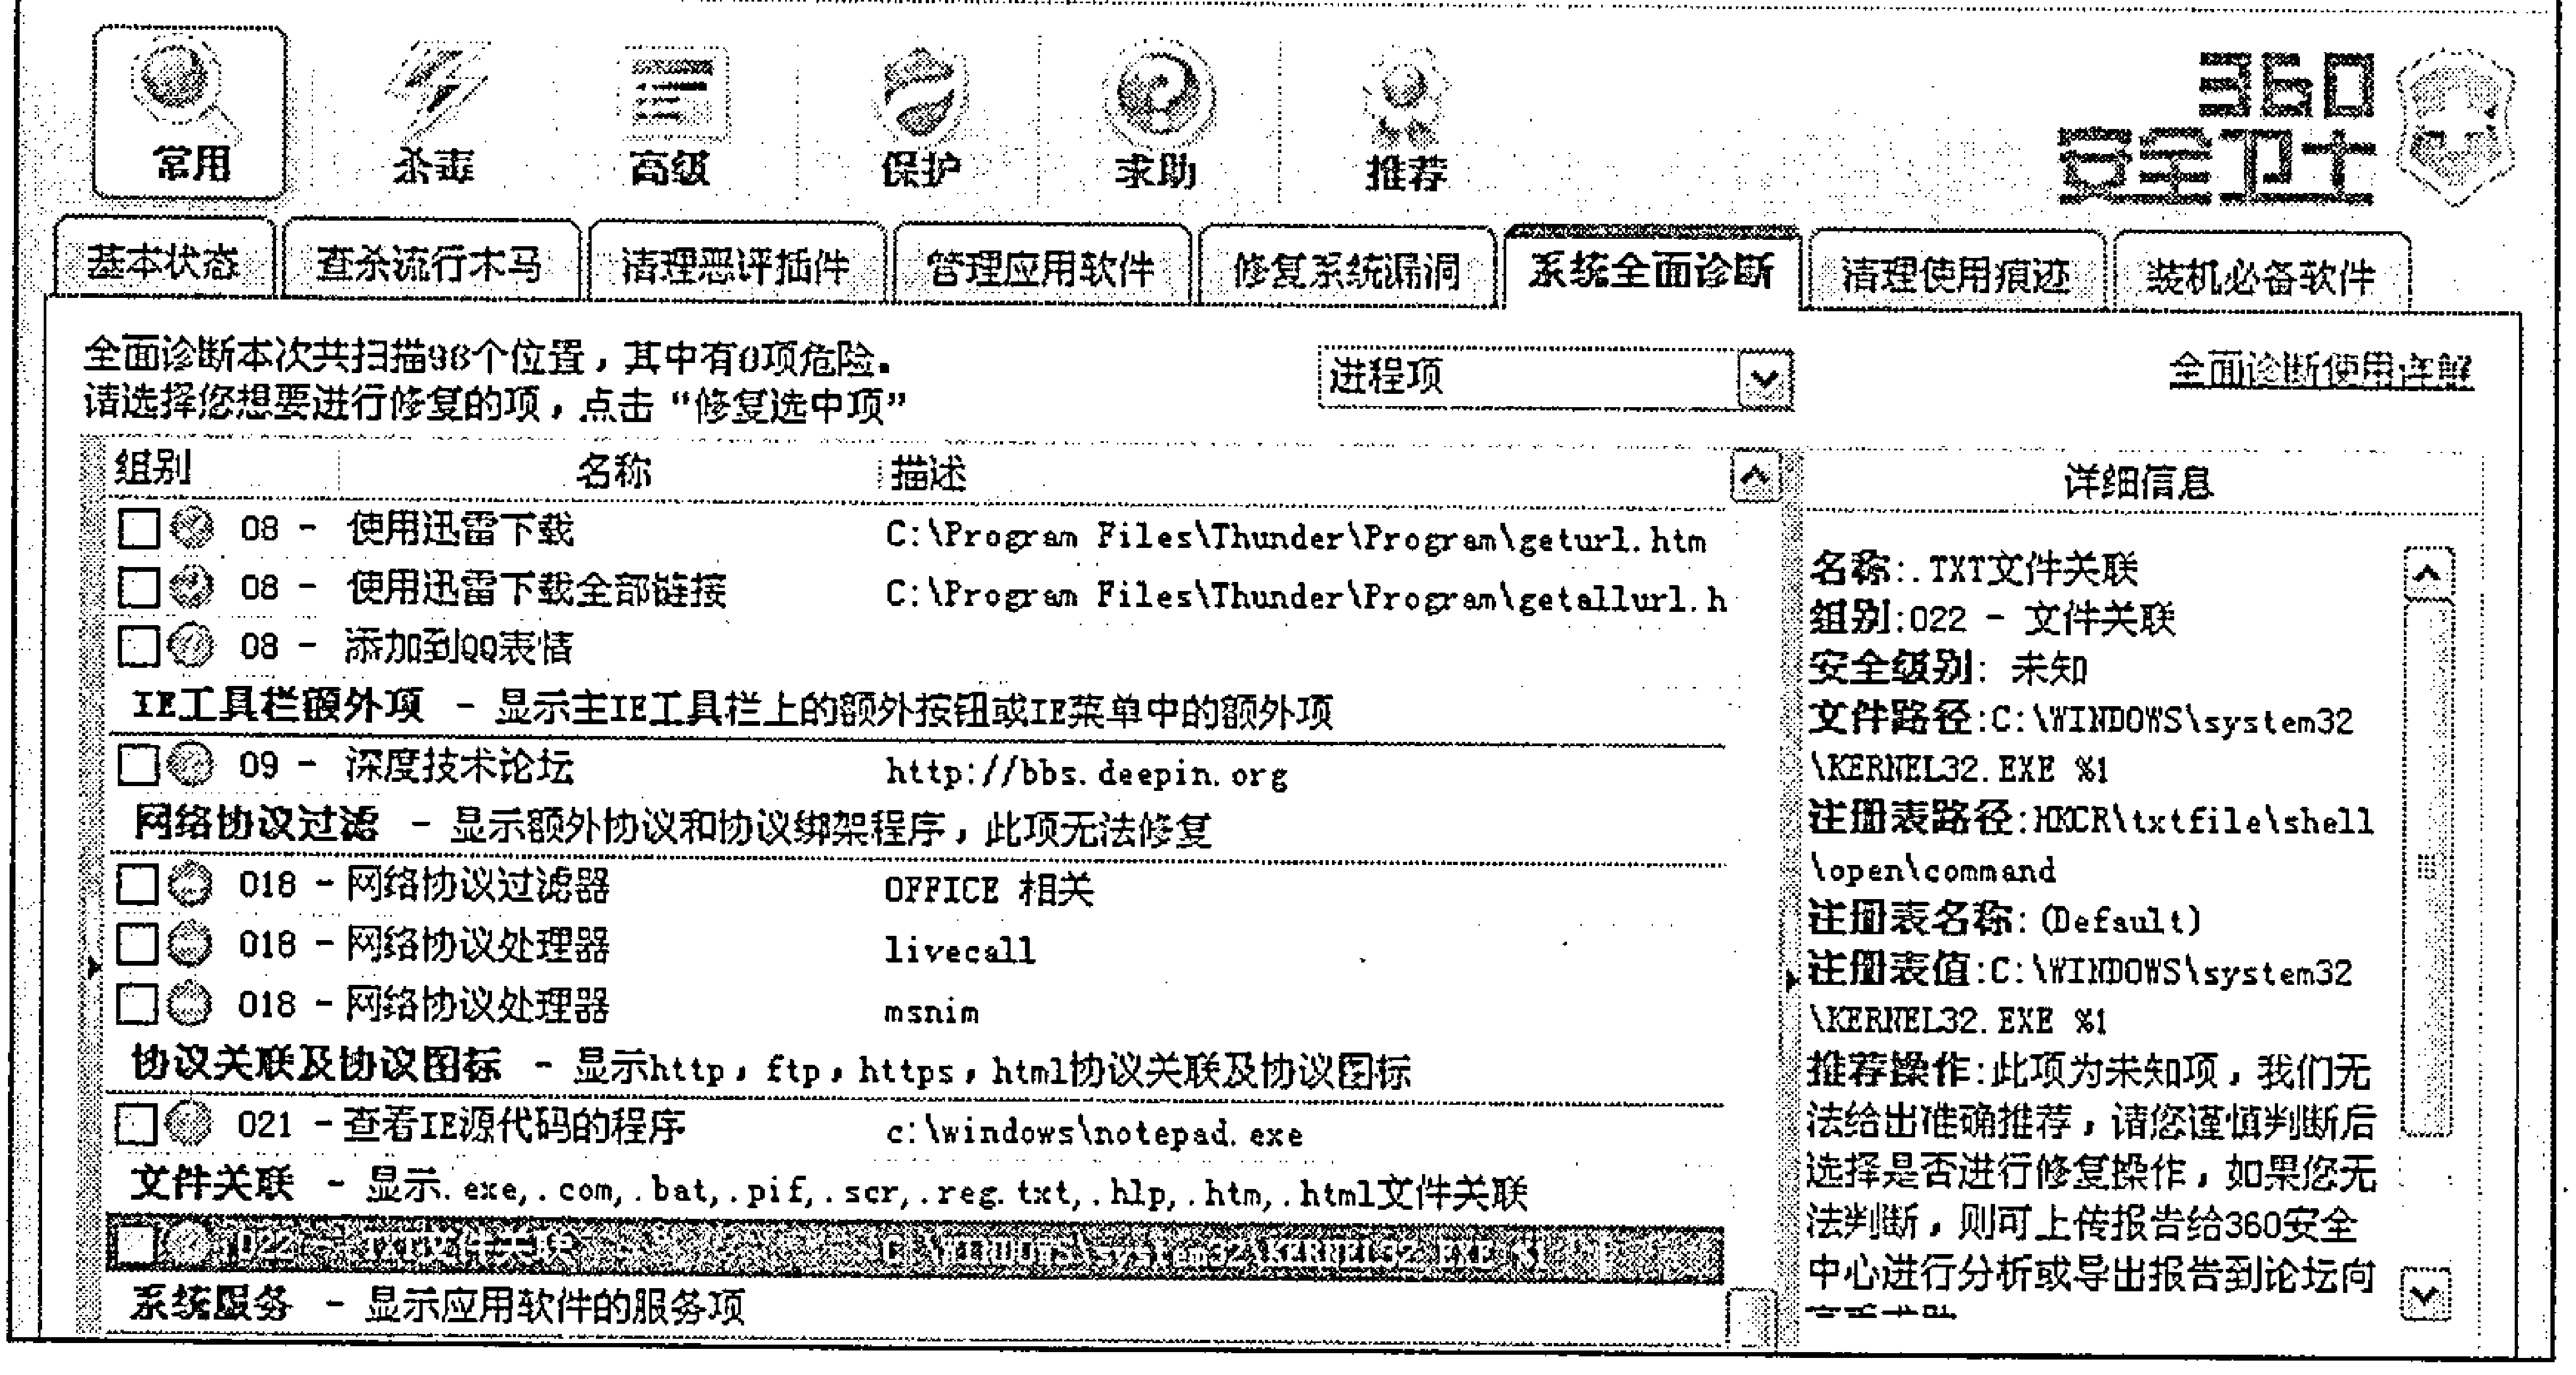 常用 杀毒 高级 保护 求助 推荐
360
安全卫士
基本状态 查杀流行木马 清理恶评插件 管理应用软件 修复系统漏洞 系统全面诊断 清理使用痕迹 装机必备软件
全面诊断本次共扫描98个位置，其中有0项危险。
请选择您想要进行修复的项，点击“修复选中项”
进程项
全面诊断使用详解
组别 名称 描述
08 - 使用迅雷下载 C:\Program Files\Thunder\Program\geturl.htm
08 - 使用迅雷下载全部链接 C:\Program Files\Thunder\Program\getallurl.h
08 - 添加到QQ表情
IE工具栏额外项 - 显示主IE工具栏上的额外按钮或IE菜单中的额外项
09 - 深度技术论坛 http://bbs.deepin.org
网络协议过滤 - 显示额外协议和协议绑架程序，此项无法修复
018 - 网络协议过滤器 OFFICE 相关
018 - 网络协议处理器 livecall
018 - 网络协议处理器 msnim
协议关联及协议图标 - 显示http，ftp，https，html协议关联及协议图标
021 - 查看IE源代码的程序 c:\windows\notepad.exe
文件关联 - 显示.exe,.com,.bat,.pif,.scr,.reg.txt,.hlp,.htm,.html文件关联
022 - .TXT文件关联 C:\WINDOWS\system32\KERNEL32.EXE %1
系统服务 - 显示应用软件的服务项
详细信息
名称:.TXT文件关联
组别:022 - 文件关联
安全级别: 未知
文件路径:C:\WINDOWS\system32
\KERNEL32.EXE %1
注册表路径:HKCR\txtfile\shell
\open\command
注册表名称:(Default)
注册表值:C:\WINDOWS\system32
\KERNEL32.EXE %1
推荐操作:此项为未知项，我们无
法给出准确推荐，请您谨慎判断后
选择是否进行修复操作，如果您无
法判断，则可上传报告给360安全
中心进行分析或导出报告到论坛向